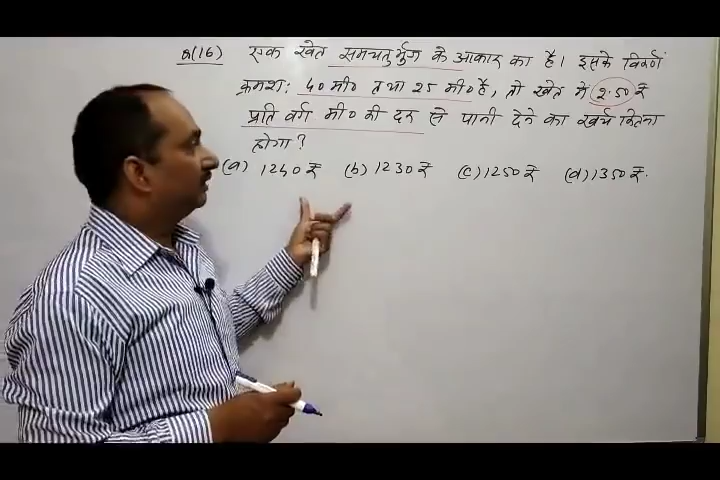 Q(16) एक खेत समचतुर्भुज के आकार का है। इसके विकर्ण
क्रमशः 40 मी० तथा 25 मी० है, तो खेत में 2.50 ₹
प्रति वर्ग मी० की दर से पानी देने का खर्च कितना
होगा?
(a) 1240 ₹ (b) 1230 ₹ (c) 1250 ₹ (d) 1350 ₹.